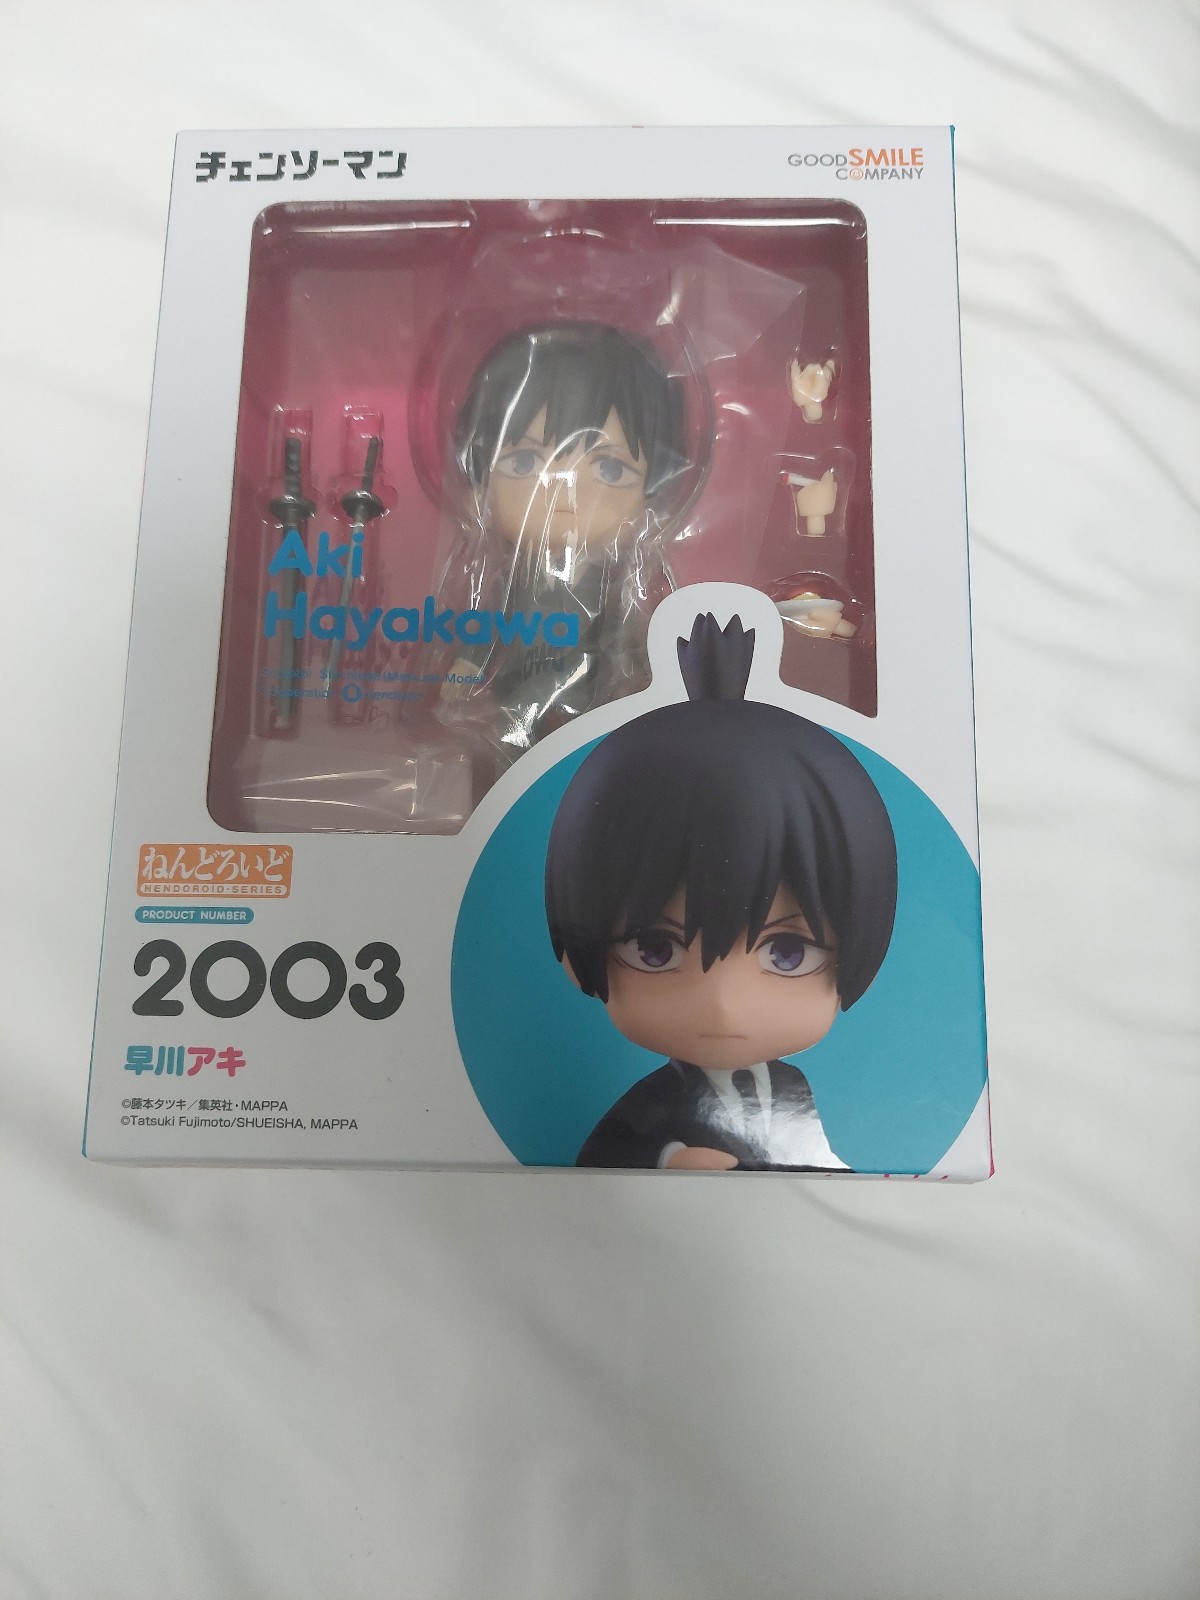 チェンソーマン
GOOD SMILE
COMPANY
Aki
Hayakawa
ねんどろいど
NENDOROID·SERIES
PRODUCT NUMBER
2003
早川アキ
©藤本タツキ／集英社・MAPPA
©Tatsuki Fujimoto/SHUEISHA, MAPPA